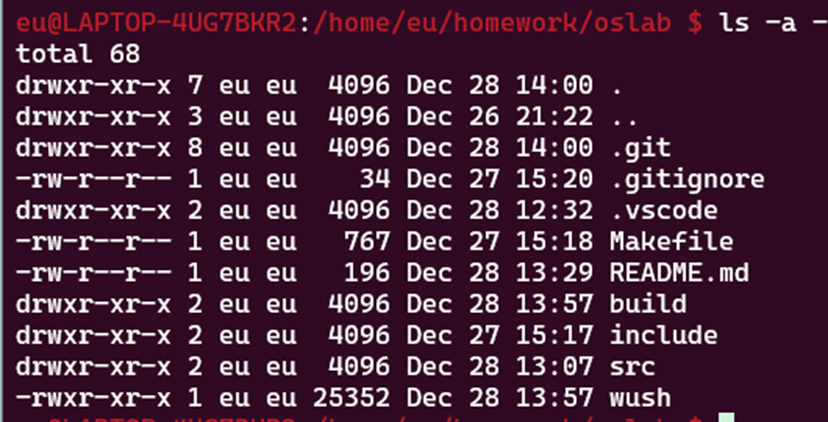 eu@LAPTOP-4UG7BKR2:/home/eu/homework/oslab $ ls -a -
total 68
drwxr-xr-x 7 eu eu  4096 Dec 28 14:00 .
drwxr-xr-x 3 eu eu  4096 Dec 26 21:22 ..
drwxr-xr-x 8 eu eu  4096 Dec 28 14:00 .git
-rw-r--r-- 1 eu eu    34 Dec 27 15:20 .gitignore
drwxr-xr-x 2 eu eu  4096 Dec 28 12:32 .vscode
-rw-r--r-- 1 eu eu   767 Dec 27 15:18 Makefile
-rw-r--r-- 1 eu eu   196 Dec 28 13:29 README.md
drwxr-xr-x 2 eu eu  4096 Dec 28 13:57 build
drwxr-xr-x 2 eu eu  4096 Dec 27 15:17 include
drwxr-xr-x 2 eu eu  4096 Dec 28 13:07 src
-rwxr-xr-x 1 eu eu 25352 Dec 28 13:57 wush